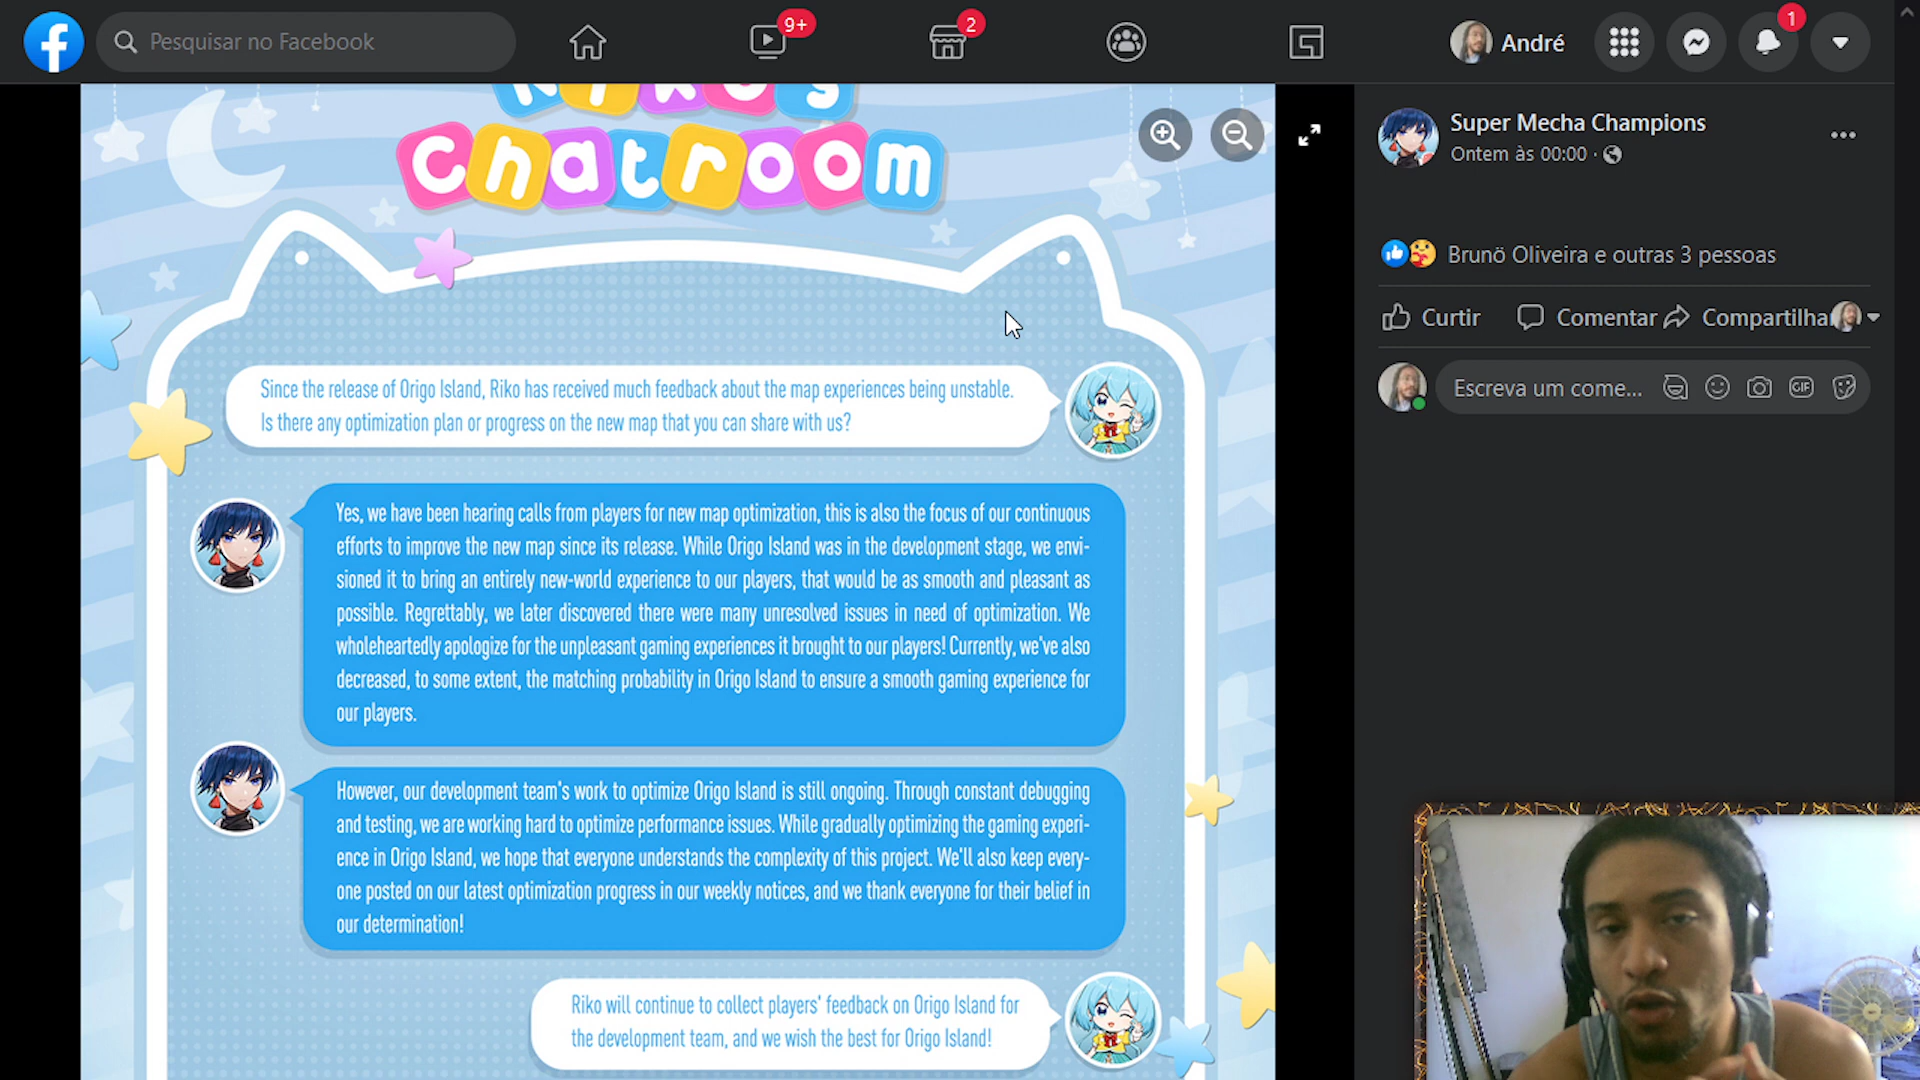 Pesquisar no Facebook
9+
2
André
1
Riko's
Chatroom
Super Mecha Champions
Ontem às 00:00 ·
Brunö Oliveira e outras 3 pessoas
Curtir
Comentar
Compartilha
Escreva um come...
GIF
Since the release of Origo Island, Riko has received much feedback about the map experiences being unstable.
Is there any optimization plan or progress on the new map that you can share with us?
Yes, we have been hearing calls from players for new map optimization, this is also the focus of our continuous
efforts to improve the new map since its release. While Origo Island was in the development stage, we envi-
sioned it to bring an entirely new-world experience to our players, that would be as smooth and pleasant as
possible. Regrettably, we later discovered there were many unresolved issues in need of optimization. We
wholeheartedly apologize for the unpleasant gaming experiences it brought to our players! Currently, we've also
decreased, to some extent, the matching probability in Origo Island to ensure a smooth gaming experience for
our players.
However, our development team's work to optimize Origo Island is still ongoing. Through constant debugging
and testing, we are working hard to optimize performance issues. While gradually optimizing the gaming experi-
ence in Origo Island, we hope that everyone understands the complexity of this project. We'll also keep every-
one posted on our latest optimization progress in our weekly notices, and we thank everyone for their belief in
our determination!
Riko will continue to collect players' feedback on Origo Island for
the development team, and we wish the best for Origo Island!